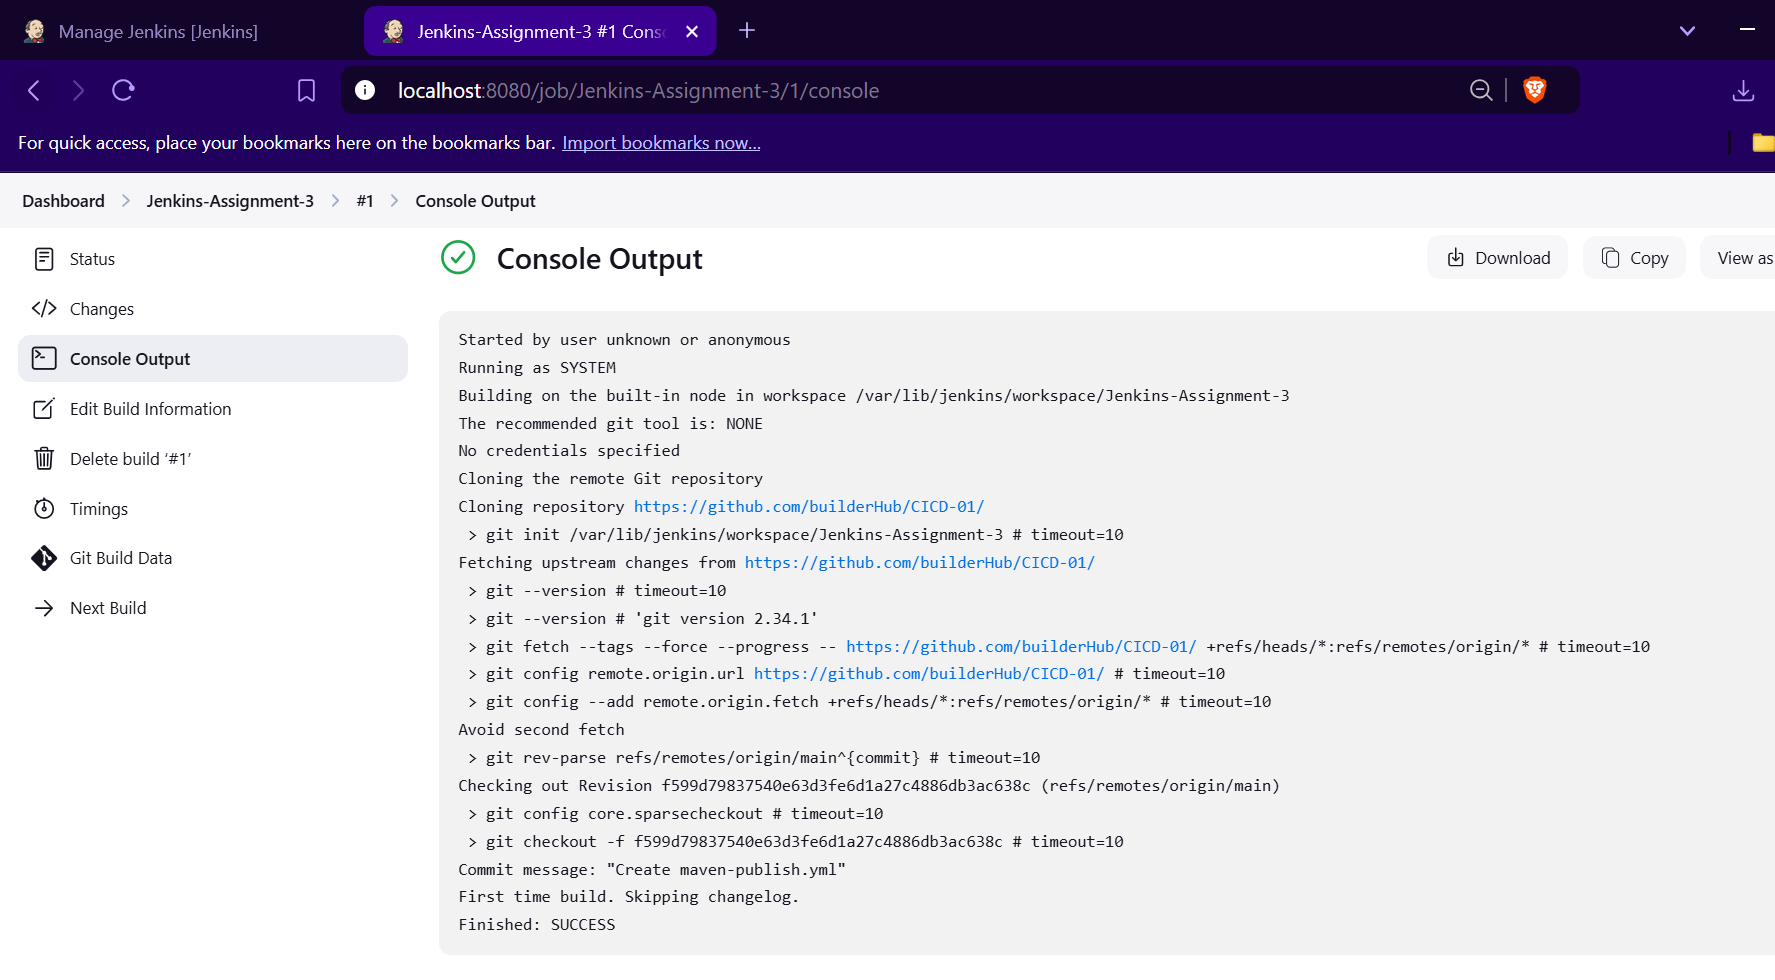 Manage Jenkins [Jenkins]
Jenkins-Assignment-3 #1 Cons
localhost:8080/job/Jenkins-Assignment-3/1/console
For quick access, place your bookmarks here on the bookmarks bar. Import bookmarks now...
Dashboard > Jenkins-Assignment-3 > #1 > Console Output
Status
Changes
Console Output
Edit Build Information
Delete build ‘#1’
Timings
Git Build Data
Next Build
Console Output
Download
Copy
View as
Started by user unknown or anonymous
Running as SYSTEM
Building on the built-in node in workspace /var/lib/jenkins/workspace/Jenkins-Assignment-3
The recommended git tool is: NONE
No credentials specified
Cloning the remote Git repository
Cloning repository https://github.com/builderHub/CICD-01/
 > git init /var/lib/jenkins/workspace/Jenkins-Assignment-3 # timeout=10
Fetching upstream changes from https://github.com/builderHub/CICD-01/
 > git --version # timeout=10
 > git --version # 'git version 2.34.1'
 > git fetch --tags --force --progress -- https://github.com/builderHub/CICD-01/ +refs/heads/*:refs/remotes/origin/* # timeout=10
 > git config remote.origin.url https://github.com/builderHub/CICD-01/ # timeout=10
 > git config --add remote.origin.fetch +refs/heads/*:refs/remotes/origin/* # timeout=10
Avoid second fetch
 > git rev-parse refs/remotes/origin/main^{commit} # timeout=10
Checking out Revision f599d79837540e63d3fe6d1a27c4886db3ac638c (refs/remotes/origin/main)
 > git config core.sparsecheckout # timeout=10
 > git checkout -f f599d79837540e63d3fe6d1a27c4886db3ac638c # timeout=10
Commit message: "Create maven-publish.yml"
First time build. Skipping changelog.
Finished: SUCCESS